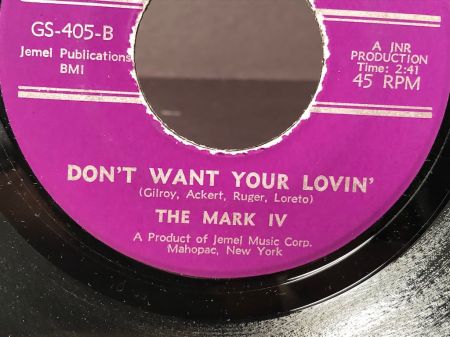 GS-405-B
Jemel Publications
BMI
A JNR
PRODUCTION
Time: 2:41
45 RPM
DON'T WANT YOUR LOVIN'
(Gilroy, Ackert, Ruger, Loreto)
THE MARK IV
A Product of Jemel Music Corp.
Mahopac, New York